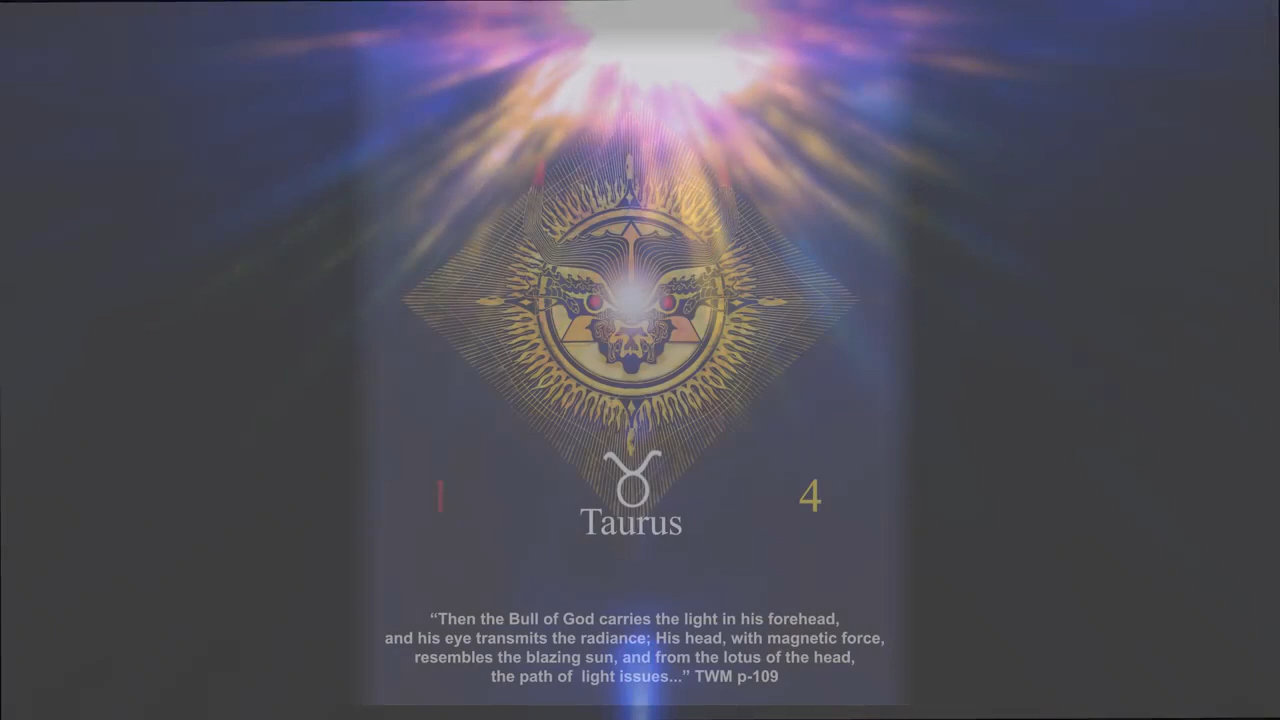 1 4
Taurus
“Then the Bull of God carries the light in his forehead,
and his eye transmits the radiance; His head, with magnetic force,
resembles the blazing sun, and from the lotus of the head,
the path of light issues...” TWM p-109